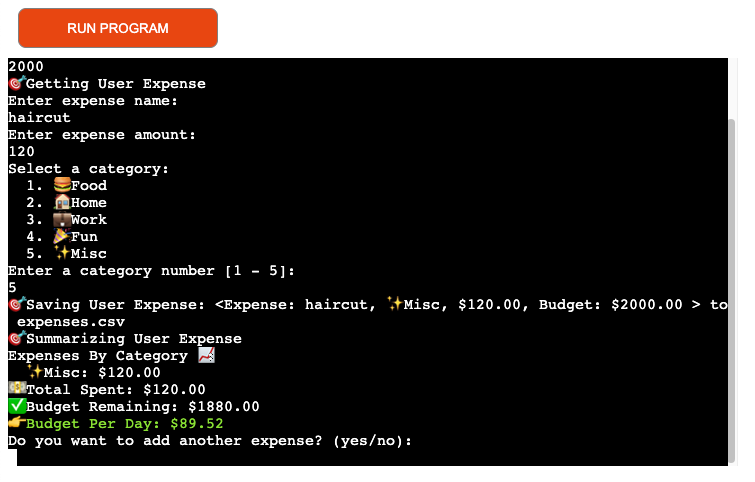 RUN PROGRAM
2000
🎯Getting User Expense
Enter expense name:
haircut
Enter expense amount:
120
Select a category:
1. 🍔Food
2. 🏠Home
3. 💼Work
4. 🎉Fun
5. ✨Misc
Enter a category number [1 - 5]:
5
🎯Saving User Expense: <Expense: haircut, ✨Misc, $120.00, Budget: $2000.00 > to
expenses.csv
🎯Summarizing User Expense
Expenses By Category 📈
✨Misc: $120.00
💵Total Spent: $120.00
✅Budget Remaining: $1880.00
👉Budget Per Day: $89.52
Do you want to add another expense? (yes/no):